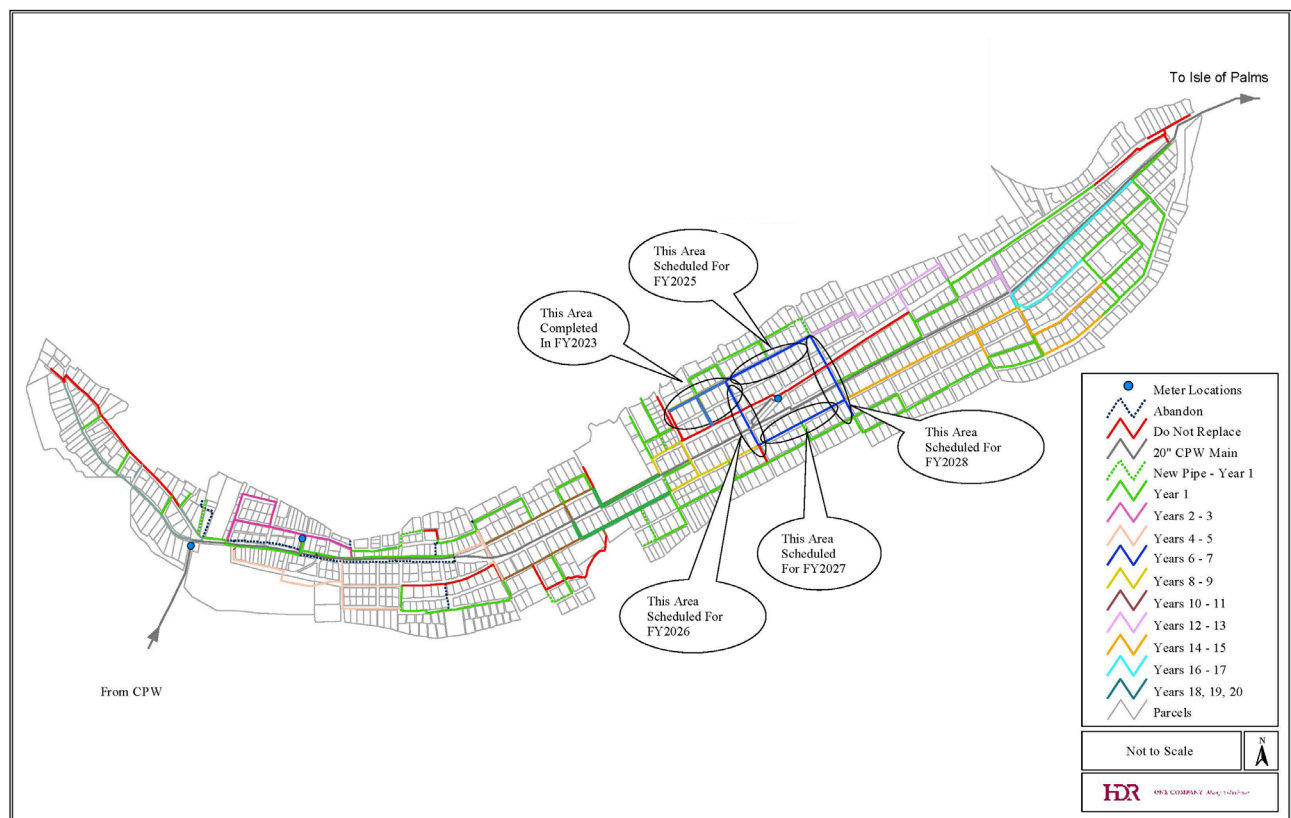 To Isle of Palms
This Area
Scheduled For
FY2025
This Area
Completed
In FY2023
This Area
Scheduled For
FY2028
This Area
Scheduled
For FY2027
This Area
Scheduled For
FY2026
From CPW
Meter Locations
Abandon
Do Not Replace
20" CPW Main
New Pipe - Year 1
Year 1
Years 2 - 3
Years 4 - 5
Years 6 - 7
Years 8 - 9
Years 10 - 11
Years 12 - 13
Years 14 - 15
Years 16 - 17
Years 18, 19, 20
Parcels
Not to Scale
N
HDR
ONE COMPANY